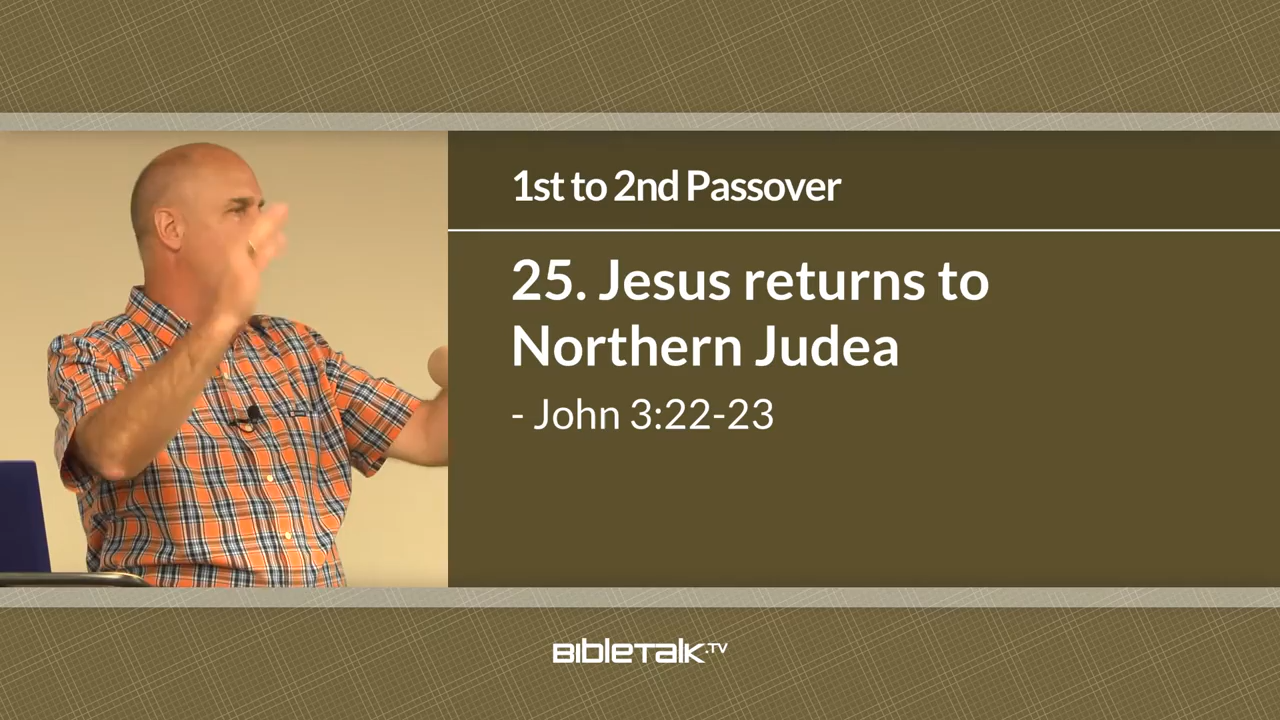 1st to 2nd Passover
25. Jesus returns to
Northern Judea
- John 3:22-23
BIBLETALK.TV